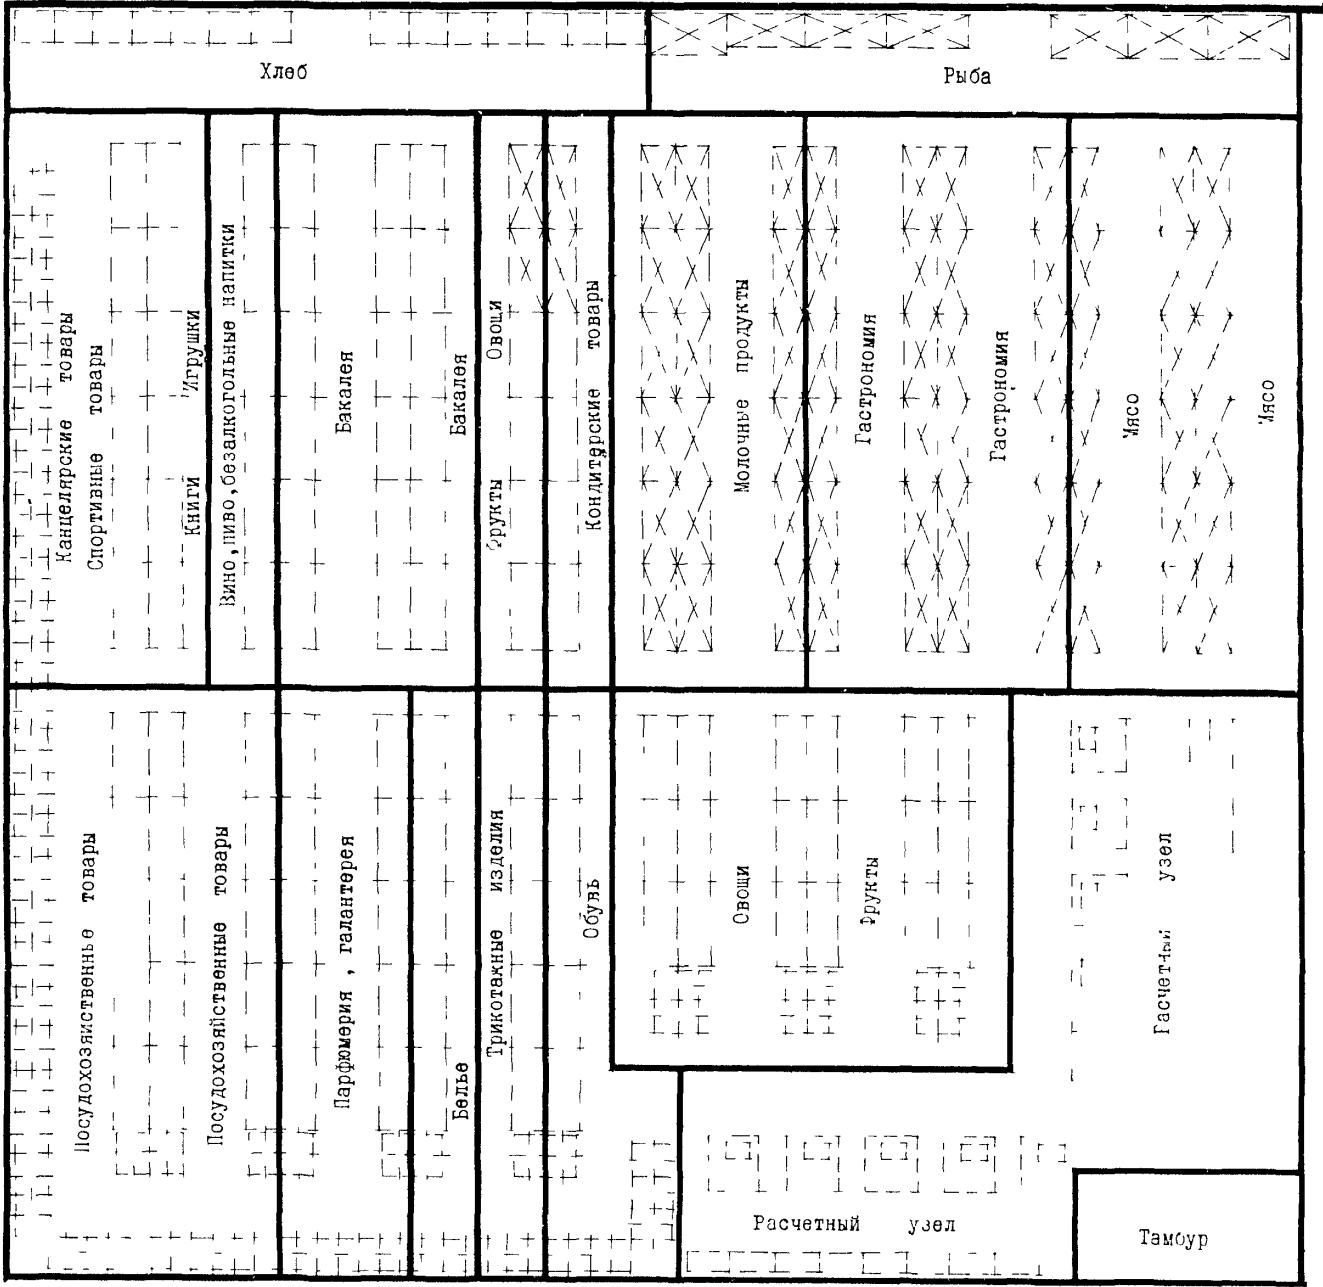 Хлеб
Рыба
Канцелярские товары
Спортивные товары
Книги Игрушки
Вино, пиво, безалкогольные напитки
Бакалея
Бакалея
Фрукты Овощи
Кондитерские товары
Молочные продукты
Гастрономия
Гастрономия
Мясо
Мясо
Посудохозяйственные товары
Посудохозяйственные товары
Парфюмерия, галантерея
Белье
Трикотажные изделия
Обувь
Овощи
Фрукты
Расчетный узел
Расчетный узел
Тамбур